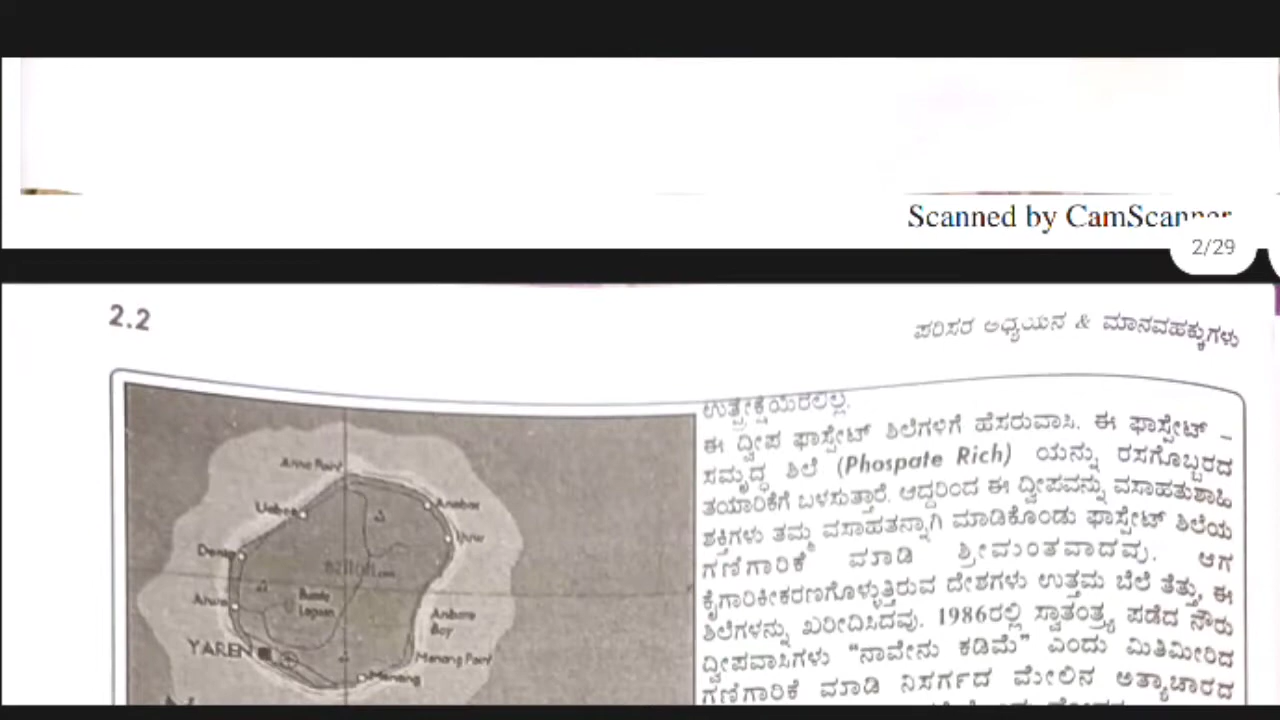 Scanned by CamScanner
2/29
2.2
ಪರಿಸರ ಅಧ್ಯಯನ & ಮಾನವಹಕ್ಕುಗಳು
ಉತ್ಪ್ರೇಕ್ಷೆಯಿರಲಿಲ್ಲ.
ಈ ದ್ವೀಪ ಫಾಸ್ಪೇಟ್ ಶಿಲೆಗಳಿಗೆ ಹೆಸರುವಾಸಿ. ಈ ಫಾಸ್ಪೇಟ್ –
ಸಮೃದ್ಧ ಶಿಲೆ (Phospate Rich) ಯನ್ನು ರಸಗೊಬ್ಬರದ
ತಯಾರಿಕೆಗೆ ಬಳಸುತ್ತಾರೆ. ಆದ್ದರಿಂದ ಈ ದ್ವೀಪವನ್ನು ವಸಾಹತುಶಾಹಿ
ಶಕ್ತಿಗಳು ತಮ್ಮ ವಸಾಹತನ್ನಾಗಿ ಮಾಡಿಕೊಂಡು ಫಾಸ್ಪೇಟ್ ಶಿಲೆಯ
ಗಣಿಗಾರಿಕೆ ಮಾಡಿ ಶ್ರೀಮಂತವಾದವು. ಆಗ
ಕೈಗಾರಿಕೀಕರಣಗೊಳ್ಳುತ್ತಿರುವ ದೇಶಗಳು ಉತ್ತಮ ಬೆಲೆ ತೆತ್ತು, ಈ
ಶಿಲೆಗಳನ್ನು ಖರೀದಿಸಿದವು. 1986ರಲ್ಲಿ ಸ್ವಾತಂತ್ರ್ಯ ಪಡೆದ ನೌರು
ದ್ವೀಪವಾಸಿಗಳು “ನಾವೇನು ಕಡಿಮೆ” ಎಂದು ಮಿತಿಮೀರಿದ
ಗಣಿಗಾರಿಕೆ ಮಾಡಿ ನಿಸರ್ಗದ ಮೇಲಿನ ಅತ್ಯಾಚಾರದ
Anna Point
Uaboe
Anabar
Ijuw
Denig
Aiwo
Buada
Lagoon
Anibare
Bay
YAREN
Menang Point
Menang